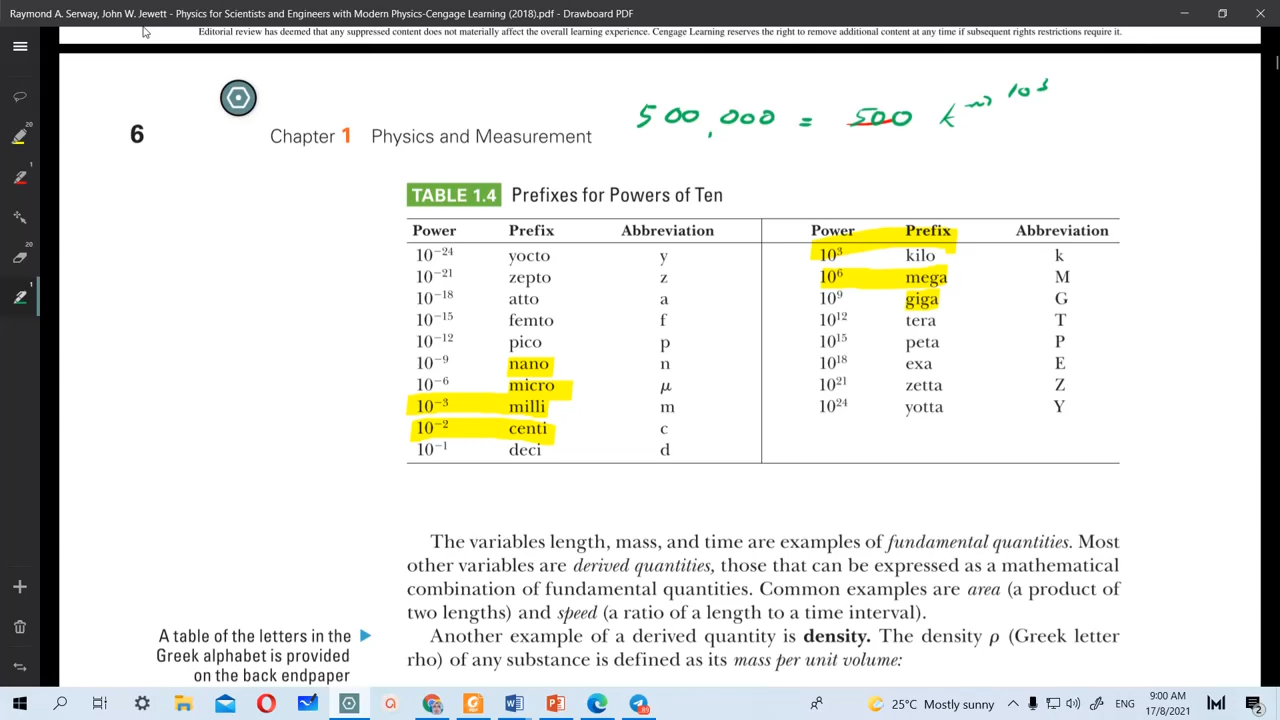 Raymond A. Serway, John W. Jewett - Physics for Scientists and Engineers with Modern Physics-Cengage Learning (2018).pdf - Drawboard PDF
Editorial review has deemed that any suppressed content does not materially affect the overall learning experience. Cengage Learning reserves the right to remove additional content at any time if subsequent rights restrictions require it.
500,000 = 500 k → 10³
6 Chapter 1 Physics and Measurement
TABLE 1.4 Prefixes for Powers of Ten
Power Prefix Abbreviation Power Prefix Abbreviation
10⁻²⁴ yocto y 10³ kilo k
10⁻²¹ zepto z 10⁶ mega M
10⁻¹⁸ atto a 10⁹ giga G
10⁻¹⁵ femto f 10¹² tera T
10⁻¹² pico p 10¹⁵ peta P
10⁻⁹ nano n 10¹⁸ exa E
10⁻⁶ micro μ 10²¹ zetta Z
10⁻³ milli m 10²⁴ yotta Y
10⁻² centi c
10⁻¹ deci d
The variables length, mass, and time are examples of fundamental quantities. Most
other variables are derived quantities, those that can be expressed as a mathematical
combination of fundamental quantities. Common examples are area (a product of
two lengths) and speed (a ratio of a length to a time interval).
Another example of a derived quantity is density. The density ρ (Greek letter
rho) of any substance is defined as its mass per unit volume:
A table of the letters in the
Greek alphabet is provided
on the back endpaper
20
1
20
1
25°C Mostly sunny
ENG
9:00 AM
17/8/2021
2